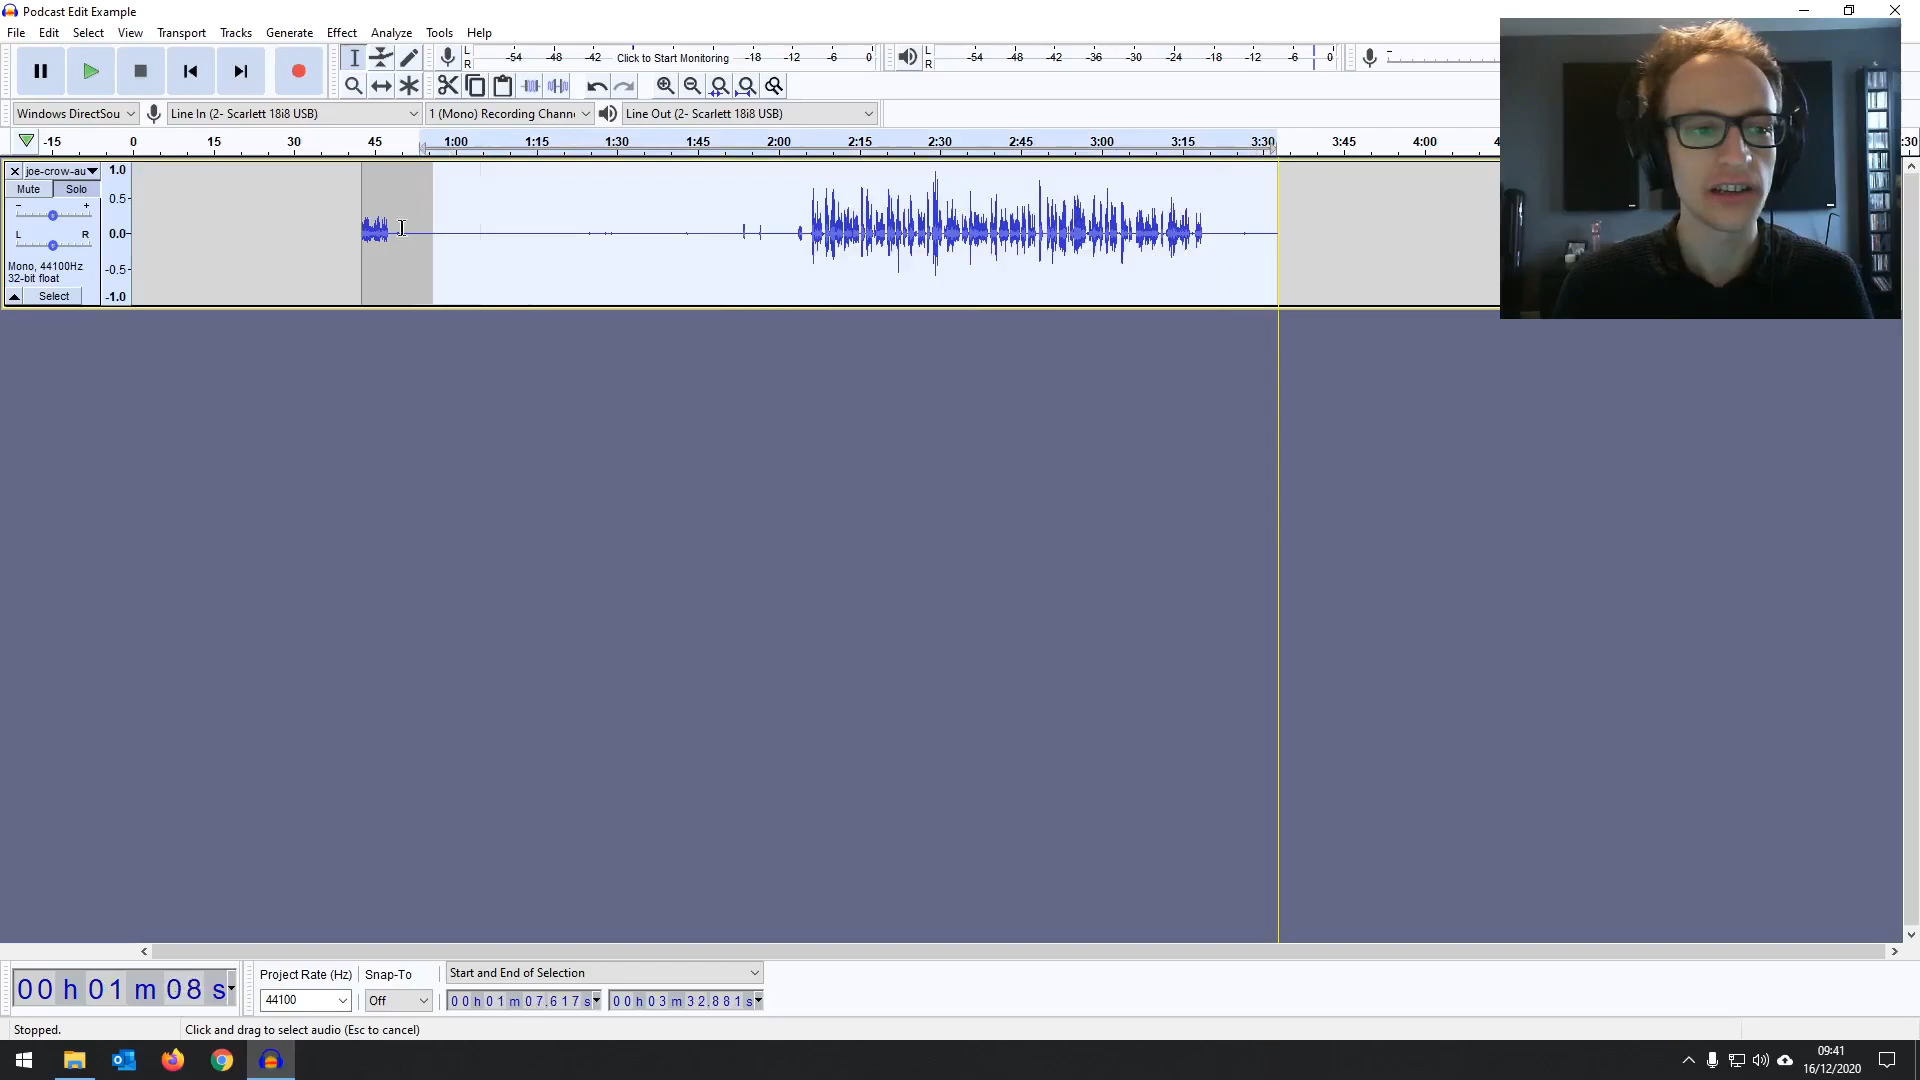 Podcast Edit Example
File Edit Select View Transport Tracks Generate Effect Analyze Tools Help
L R -54 -48 -42 Click to Start Monitoring -18 -12 -6 0 L R -54 -48 -42 -36 -30 -24 -18 -12 -6 0
Windows DirectSou Line In (2- Scarlett 18i8 USB) 1 (Mono) Recording Chann Line Out (2- Scarlett 18i8 USB)
-15 0 15 30 45 1:00 1:15 1:30 1:45 2:00 2:15 2:30 2:45 3:00 3:15 3:30 3:45 4:00 4 :30
joe-crow-au 1.0
Mute Solo
- + 0.5
L R 0.0
Mono, 44100Hz -0.5
32-bit float
Select -1.0
Project Rate (Hz) Snap-To Start and End of Selection
00 h 01 m 08 s 44100 Off 00 h 01 m 07.617 s 00 h 03 m 32.881 s
Stopped. Click and drag to select audio (Esc to cancel)
09:41
16/12/2020